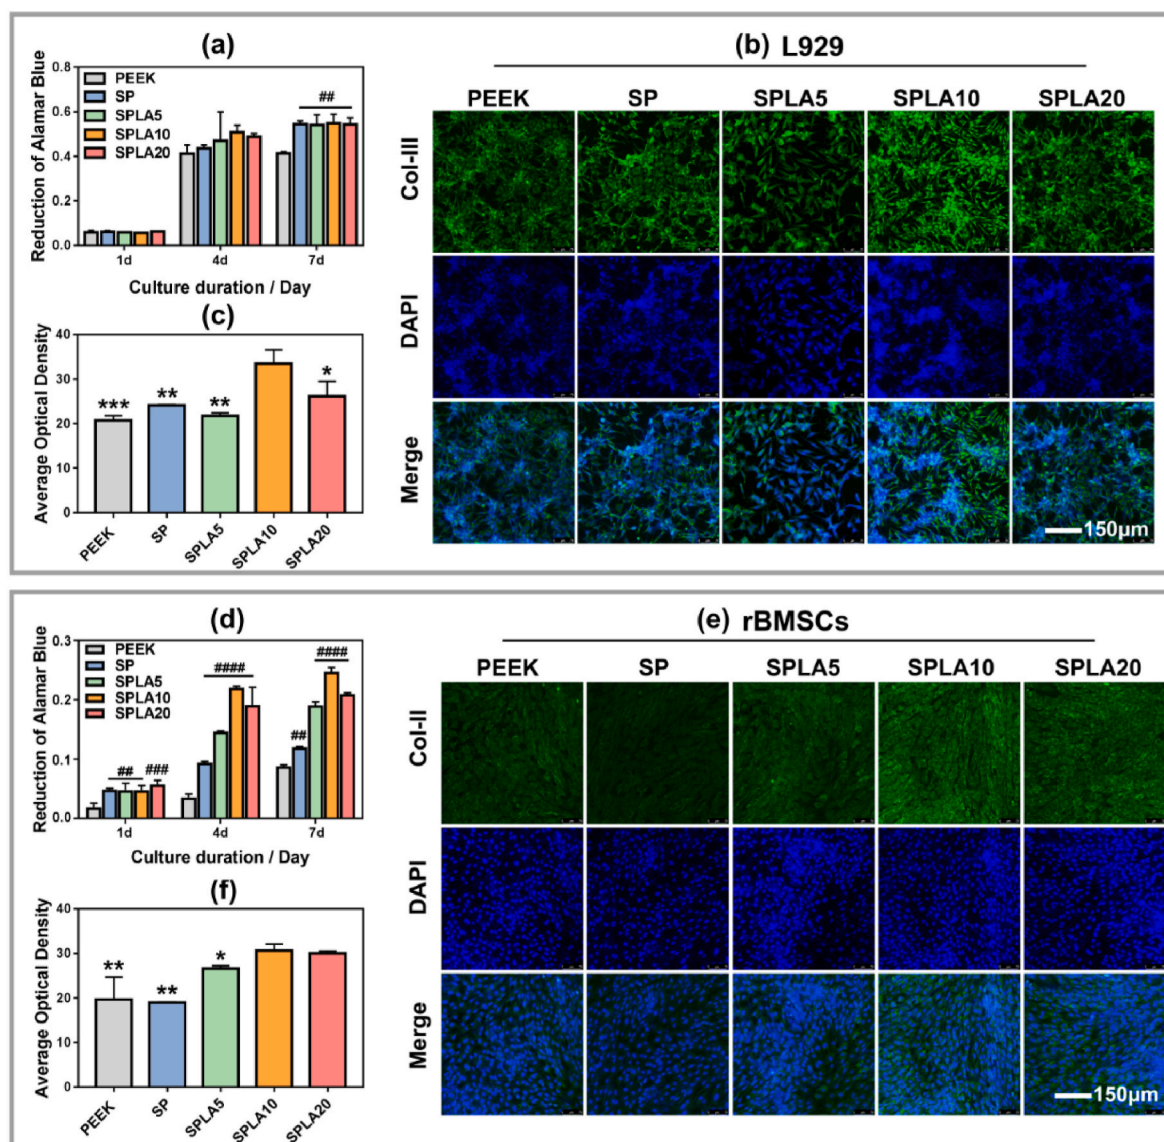 (a)
Reduction of Alamar Blue
0.8
0.6
0.4
0.2
0.0
PEEK
SP
SPLA5
SPLA10
SPLA20
##
1d 4d 7d
Culture duration / Day
(b) L929
PEEK SP SPLA5 SPLA10 SPLA20
Col-III
DAPI
Merge
150μm
(c)
Average Optical Density
40
30
20
10
0
***
**
**
*
PEEK SP SPLA5 SPLA10 SPLA20
(d)
Reduction of Alamar Blue
0.3
0.2
0.1
0.0
PEEK
SP
SPLA5
SPLA10
SPLA20
## ###
####
##
####
1d 4d 7d
Culture duration / Day
(e) rBMSCs
PEEK SP SPLA5 SPLA10 SPLA20
Col-II
DAPI
Merge
150μm
(f)
Average Optical Density
40
30
20
10
0
**
**
*
PEEK SP SPLA5 SPLA10 SPLA20